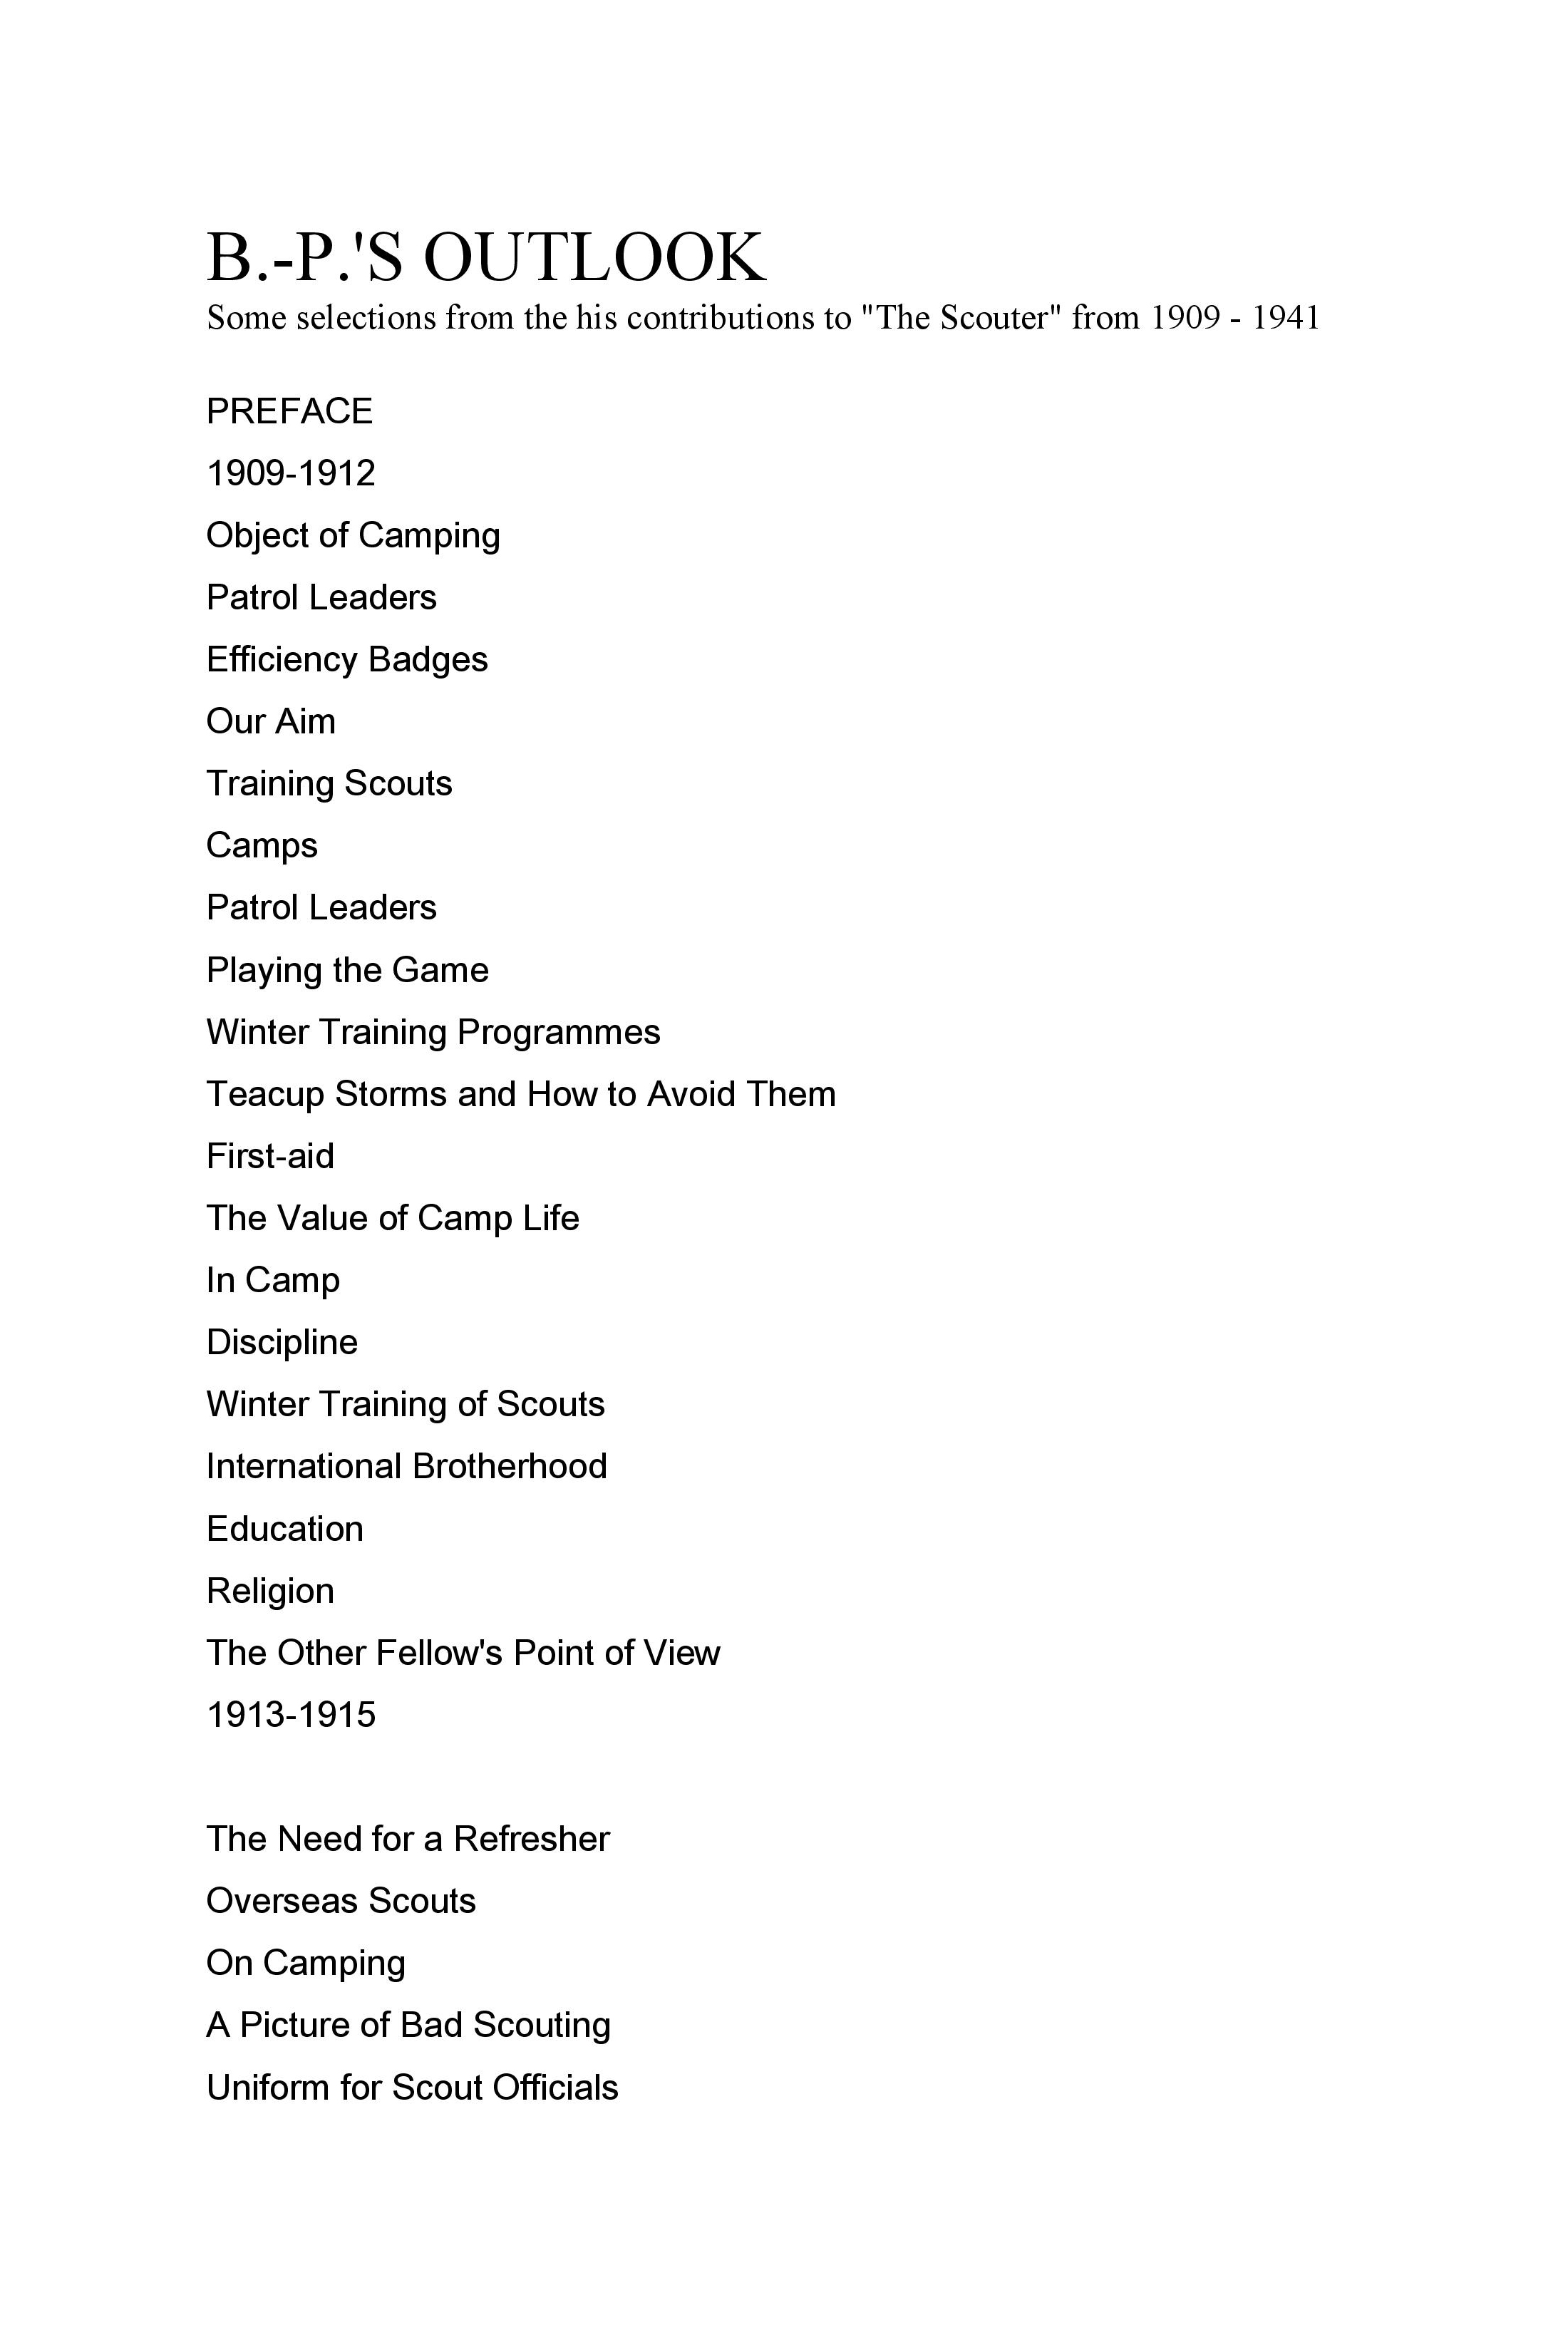 B.-P.'S OUTLOOK
Some selections from the his contributions to "The Scouter" from 1909 - 1941
PREFACE
1909-1912
Object of Camping
Patrol Leaders
Efficiency Badges
Our Aim
Training Scouts
Camps
Patrol Leaders
Playing the Game
Winter Training Programmes
Teacup Storms and How to Avoid Them
First-aid
The Value of Camp Life
In Camp
Discipline
Winter Training of Scouts
International Brotherhood
Education
Religion
The Other Fellow's Point of View
1913-1915
The Need for a Refresher
Overseas Scouts
On Camping
A Picture of Bad Scouting
Uniform for Scout Officials